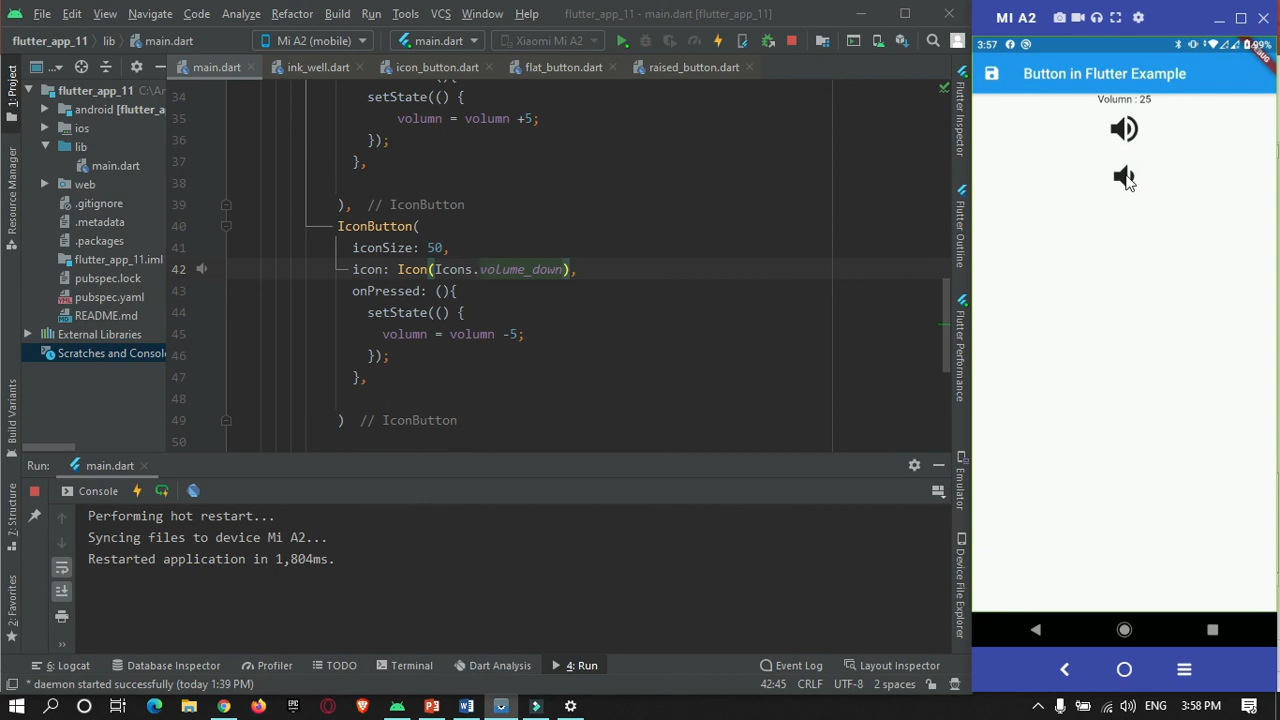 File Edit View Navigate Code Analyze Refactor Build Run Tools VCS Window Help flutter_app_11 - main.dart [flutter_app_11]
flutter_app_11 lib main.dart Mi A2 (mobile) main.dart Xiaomi Mi A2
main.dart ink_well.dart icon_button.dart flat_button.dart raised_button.dart
1: Project
Resource Manager
Build Variants
7: Structure
2: Favorites
flutter_app_11 C:\Ar
android [flutter_a
ios
lib
main.dart
web
.gitignore
.metadata
.packages
flutter_app_11.iml
pubspec.lock
pubspec.yaml
README.md
External Libraries
Scratches and Consol
34 setState(() {
35 volumn = volumn +5;
36 });
37 },
38
39 ), // IconButton
40 IconButton(
41 iconSize: 50,
42 icon: Icon(Icons.volume_down),
43 onPressed: (){
44 setState(() {
45 volumn = volumn -5;
46 });
47 },
48
49 ) // IconButton
50
Flutter Inspector
Flutter Outline
Flutter Performance
Emulator
Device File Explorer
Run: main.dart
Console
Performing hot restart...
Syncing files to device Mi A2...
Restarted application in 1,804ms.
6: Logcat Database Inspector Profiler TODO Terminal Dart Analysis 4: Run Event Log Layout Inspector
* daemon started successfully (today 1:39 PM) 42:45 CRLF UTF-8 2 spaces
3:58 PM
MI A2
3:57 99%
Button in Flutter Example
Volumn : 25